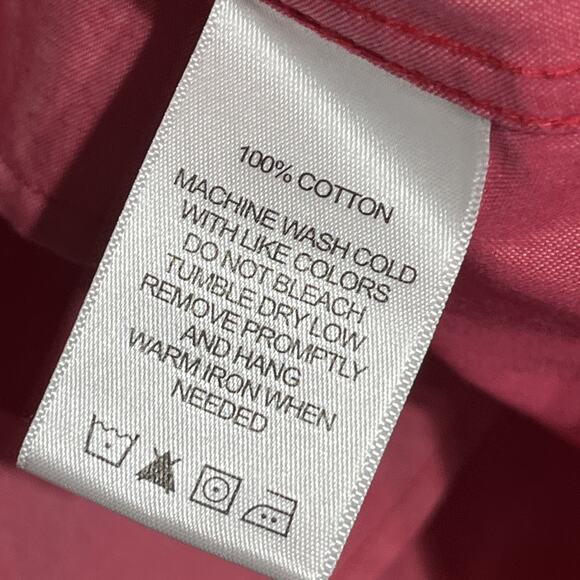 100% COTTON
MACHINE WASH COLD
WITH LIKE COLORS
DO NOT BLEACH
TUMBLE DRY LOW
REMOVE PROMPTLY
AND HANG
WARM IRON WHEN
NEEDED